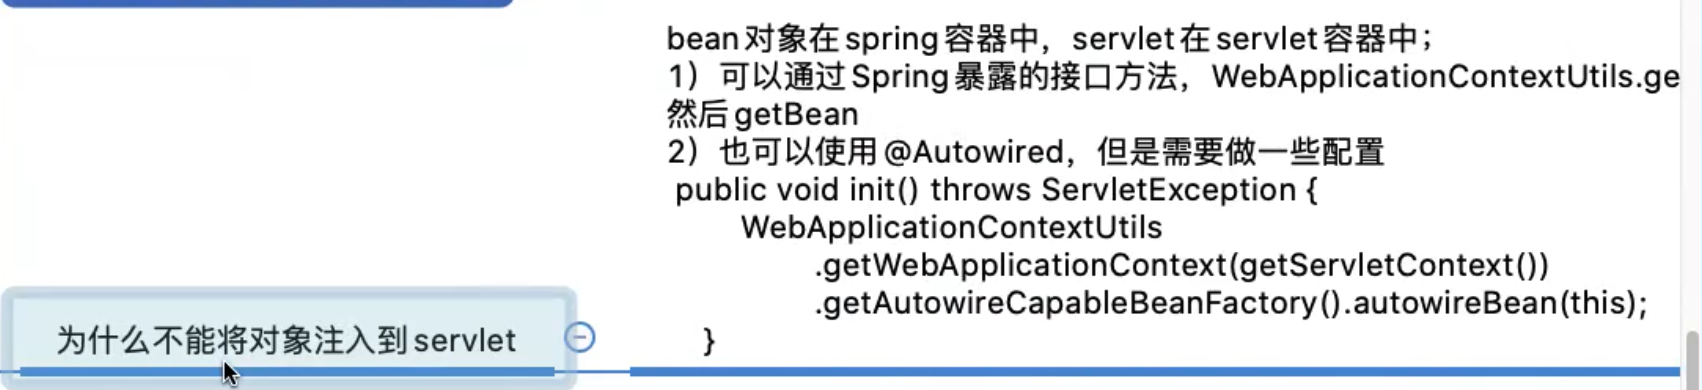 bean对象在spring容器中，servlet在servlet容器中；
1）可以通过Spring暴露的接口方法，WebApplicationContextUtils.ge
然后getBean
2）也可以使用@Autowired，但是需要做一些配置
public void init() throws ServletException {
WebApplicationContextUtils
.getWebApplicationContext(getServletContext())
.getAutowireCapableBeanFactory().autowireBean(this);
}
为什么不能将对象注入到servlet